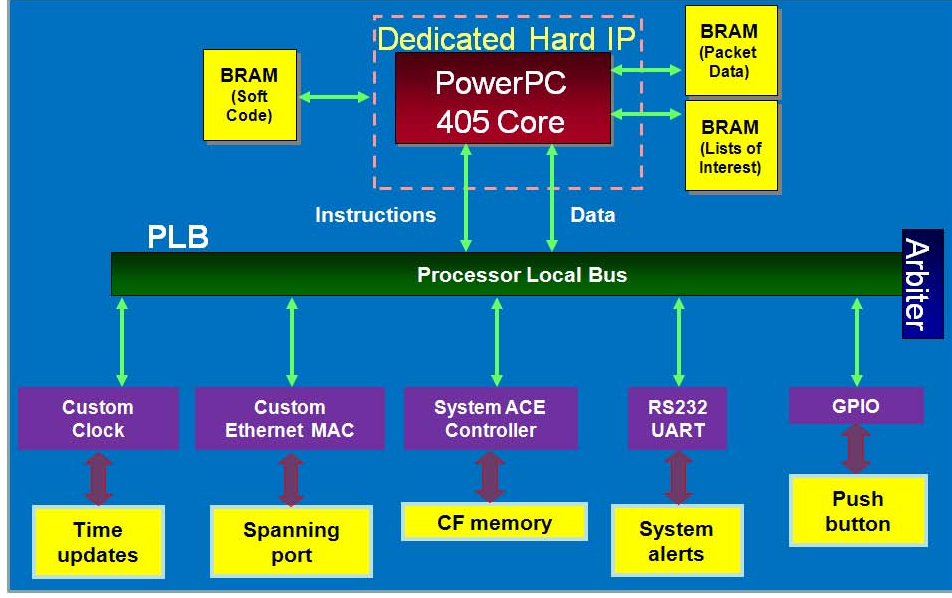 Dedicated Hard IP
PowerPC
405 Core
BRAM
(Soft
Code)
BRAM
(Packet
Data)
BRAM
(Lists of
Interest)
Instructions
Data
PLB
Processor Local Bus
Arbiter
Custom
Clock
Custom
Ethernet MAC
System ACE
Controller
RS232
UART
GPIO
Time
updates
Spanning
port
CF memory
System
alerts
Push
button